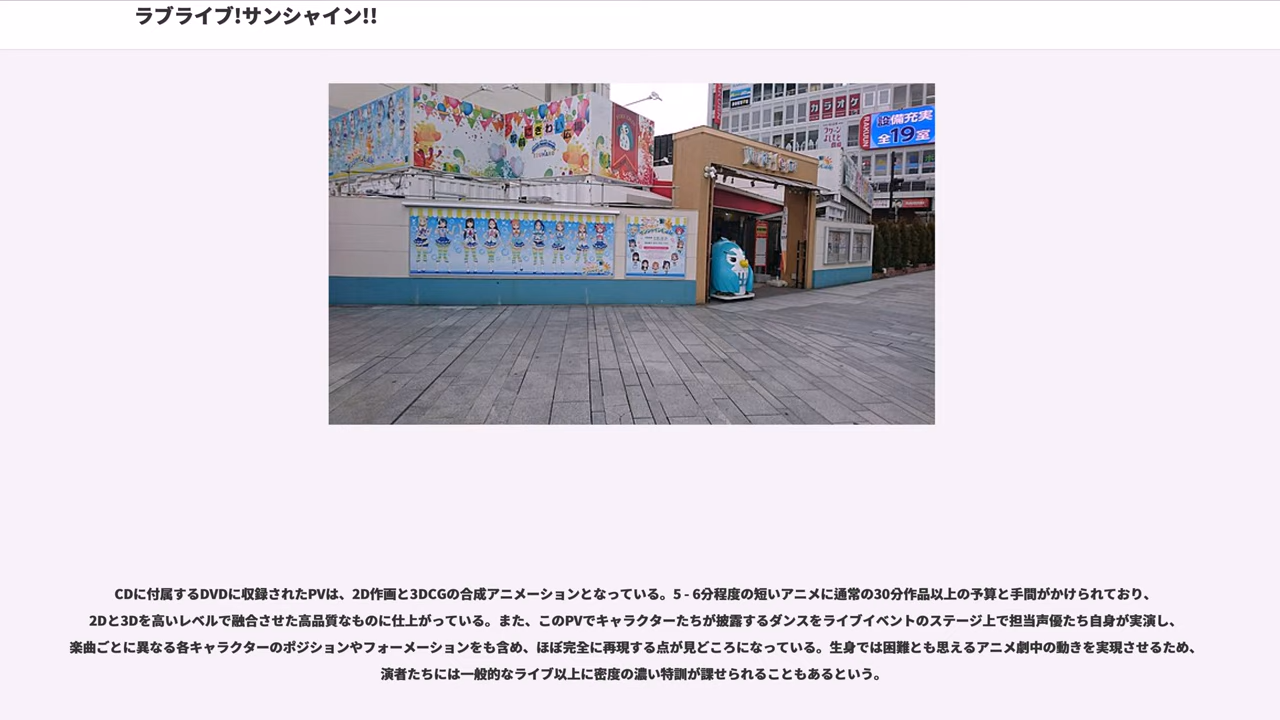 ラブライブ!サンシャイン!!
カラオケ
RAKUUN
設備充実
全19室
CDに付属するDVDに収録されたPVは、2D作画と3DCGの合成アニメーションとなっている。5 - 6分程度の短いアニメに通常の30分作品以上の予算と手間がかけられており、
2Dと3Dを高いレベルで融合させた高品質なものに仕上がっている。また、このPVでキャラクターたちが披露するダンスをライブイベントのステージ上で担当声優たち自身が実演し、
楽曲ごとに異なる各キャラクターのポジションやフォーメーションをも含め、ほぼ完全に再現する点が見どころになっている。生身では困難とも思えるアニメ劇中の動きを実現させるため、
演者たちには一般的なライブ以上に密度の濃い特訓が課せられることもあるという。